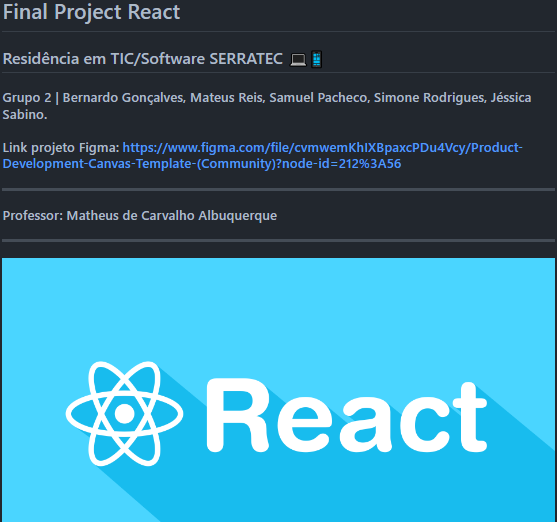 Final Project React
Residência em TIC/Software SERRATEC 💻📱
Grupo 2 | Bernardo Gonçalves, Mateus Reis, Samuel Pacheco, Simone Rodrigues, Jéssica
Sabino.
Link projeto Figma: https://www.figma.com/file/cvmwemKhIXBpaxcPDu4Vcy/Product-
Development-Canvas-Template-(Community)?node-id=212%3A56
Professor: Matheus de Carvalho Albuquerque
React